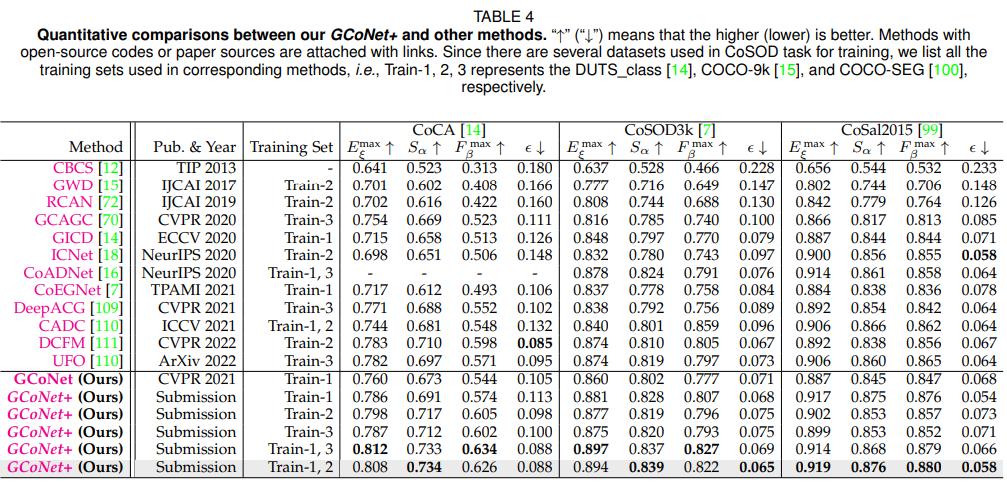 TABLE 4
Quantitative comparisons between our GCoNet+ and other methods. “↑” (“↓”) means that the higher (lower) is better. Methods with
open-source codes or paper sources are attached with links. Since there are several datasets used in CoSOD task for training, we list all the
training sets used in corresponding methods, i.e., Train-1, 2, 3 represents the DUTS_class [14], COCO-9k [15], and COCO-SEG [100],
respectively.
CoCA [14] CoSOD3k [7] CoSal2015 [99]
Method Pub. & Year Training Set E_ξ^max ↑ S_α ↑ F_β^max ↑ ϵ ↓ E_ξ^max ↑ S_α ↑ F_β^max ↑ ϵ ↓ E_ξ^max ↑ S_α ↑ F_β^max ↑ ϵ ↓
CBCS [12] TIP 2013 - 0.641 0.523 0.313 0.180 0.637 0.528 0.466 0.228 0.656 0.544 0.532 0.233
GWD [15] IJCAI 2017 Train-2 0.701 0.602 0.408 0.166 0.777 0.716 0.649 0.147 0.802 0.744 0.706 0.148
RCAN [72] IJCAI 2019 Train-2 0.702 0.616 0.422 0.160 0.808 0.744 0.688 0.130 0.842 0.779 0.764 0.126
GCAGC [70] CVPR 2020 Train-3 0.754 0.669 0.523 0.111 0.816 0.785 0.740 0.100 0.866 0.817 0.813 0.085
GICD [14] ECCV 2020 Train-1 0.715 0.658 0.513 0.126 0.848 0.797 0.770 0.079 0.887 0.844 0.844 0.071
ICNet [18] NeurIPS 2020 Train-2 0.698 0.651 0.506 0.148 0.832 0.780 0.743 0.097 0.900 0.856 0.855 0.058
CoADNet [16] NeurIPS 2020 Train-1, 3 - - - - 0.878 0.824 0.791 0.076 0.914 0.861 0.858 0.064
CoEGNet [7] TPAMI 2021 Train-1 0.717 0.612 0.493 0.106 0.837 0.778 0.758 0.084 0.884 0.838 0.836 0.078
DeepACG [109] CVPR 2021 Train-3 0.771 0.688 0.552 0.102 0.838 0.792 0.756 0.089 0.892 0.854 0.842 0.064
CADC [110] ICCV 2021 Train-1, 2 0.744 0.681 0.548 0.132 0.840 0.801 0.859 0.096 0.906 0.866 0.862 0.064
DCFM [111] CVPR 2022 Train-2 0.783 0.710 0.598 0.085 0.874 0.810 0.805 0.067 0.892 0.838 0.856 0.067
UFO [110] ArXiv 2022 Train-2 0.782 0.697 0.571 0.095 0.874 0.819 0.797 0.073 0.906 0.860 0.865 0.064
GCoNet (Ours) CVPR 2021 Train-1 0.760 0.673 0.544 0.105 0.860 0.802 0.777 0.071 0.887 0.845 0.847 0.068
GCoNet+ (Ours) Submission Train-1 0.786 0.691 0.574 0.113 0.881 0.828 0.807 0.068 0.917 0.875 0.876 0.054
GCoNet+ (Ours) Submission Train-2 0.798 0.717 0.605 0.098 0.877 0.819 0.796 0.075 0.902 0.853 0.857 0.073
GCoNet+ (Ours) Submission Train-3 0.787 0.712 0.602 0.100 0.875 0.820 0.793 0.075 0.899 0.853 0.852 0.071
GCoNet+ (Ours) Submission Train-1, 3 0.812 0.733 0.634 0.088 0.897 0.837 0.827 0.069 0.914 0.868 0.879 0.066
GCoNet+ (Ours) Submission Train-1, 2 0.808 0.734 0.626 0.088 0.894 0.839 0.822 0.065 0.919 0.876 0.880 0.058